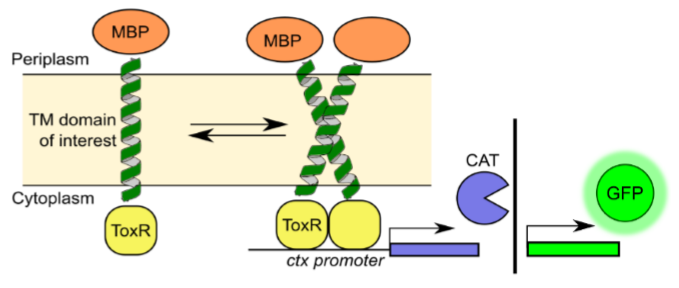 MBP
MBP
Periplasm
TM domain
of interest
CAT
GFP
Cytoplasm
ToxR
ToxR
ctx promoter